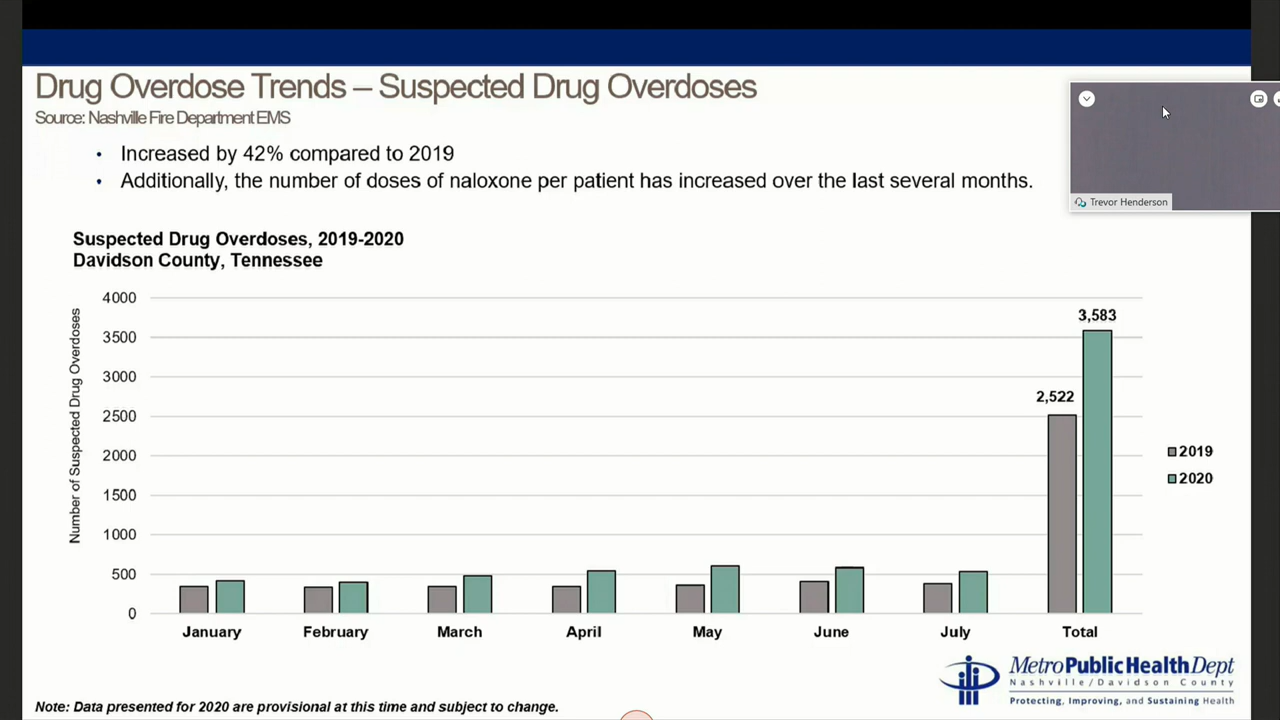 Drug Overdose Trends – Suspected Drug Overdoses
Source: Nashville Fire Department EMS
• Increased by 42% compared to 2019
• Additionally, the number of doses of naloxone per patient has increased over the last several months.
Trevor Henderson
Suspected Drug Overdoses, 2019-2020
Davidson County, Tennessee
Number of Suspected Drug Overdoses
4000
3500
3000
2500
2000
1500
1000
500
0
3,583
2,522
2019
2020
January February March April May June July Total
Metro Public Health Dept
Nashville/Davidson County
Protecting, Improving, and Sustaining Health
Note: Data presented for 2020 are provisional at this time and subject to change.